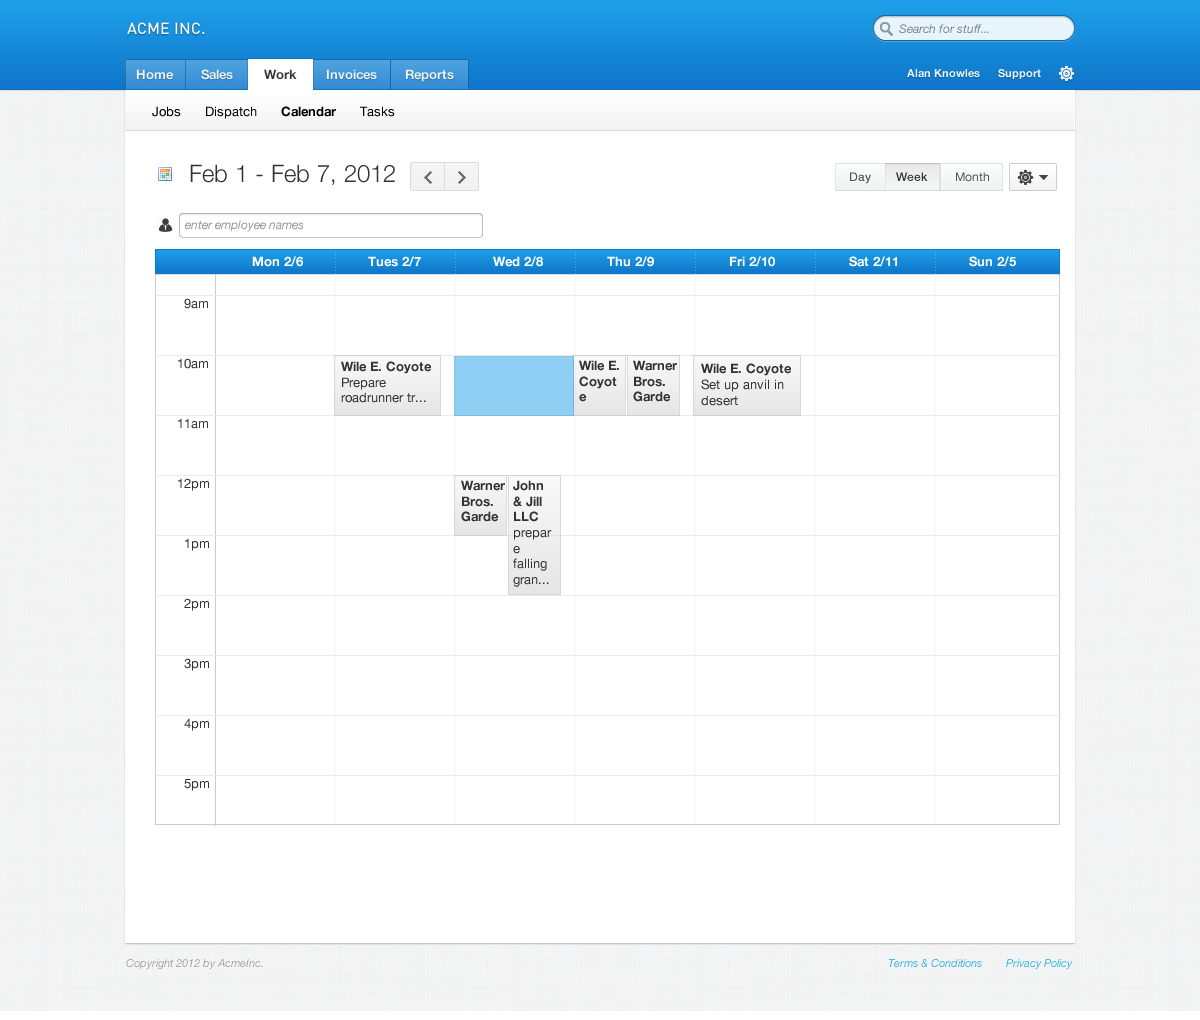 ACME INC.
Search for stuff...
Home Sales Work Invoices Reports
Alan Knowles Support
Jobs Dispatch Calendar Tasks
Feb 1 - Feb 7, 2012
Day Week Month
enter employee names
Mon 2/6 Tues 2/7 Wed 2/8 Thu 2/9 Fri 2/10 Sat 2/11 Sun 2/5
9am
10am
Wile E. Coyote
Prepare
roadrunner tr...
Wile E.
Coyot
e
Warner
Bros.
Garde
Wile E. Coyote
Set up anvil in
desert
11am
12pm
Warner
Bros.
Garde
John
& Jill
LLC
prepar
e
falling
gran...
1pm
2pm
3pm
4pm
5pm
Copyright 2012 by AcmeInc.
Terms & Conditions Privacy Policy